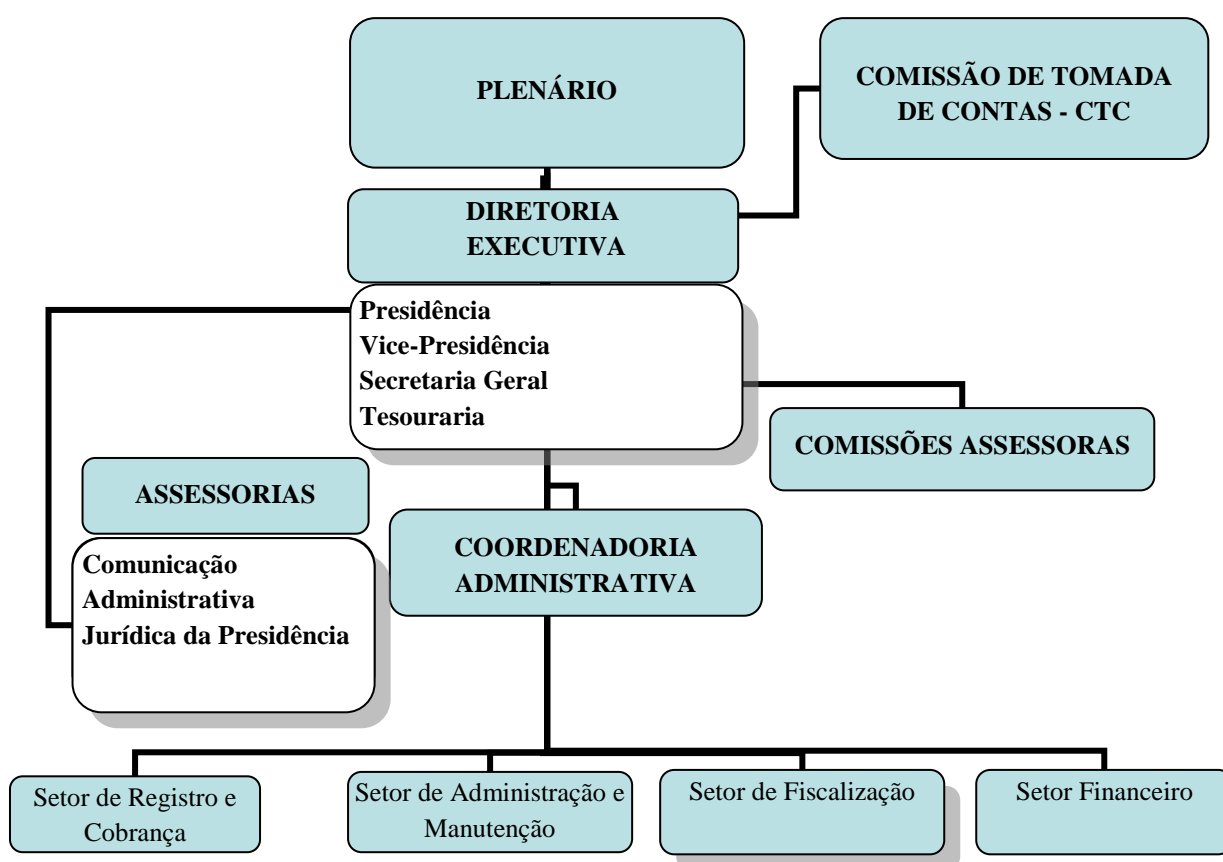 PLENÁRIO
COMISSÃO DE TOMADA
DE CONTAS - CTC
DIRETORIA
EXECUTIVA
Presidência
Vice-Presidência
Secretaria Geral
Tesouraria
COMISSÕES ASSESSORAS
ASSESSORIAS
Comunicação
Administrativa
Jurídica da Presidência
COORDENADORIA
ADMINISTRATIVA
Setor de Registro e
Cobrança
Setor de Administração e
Manutenção
Setor de Fiscalização
Setor Financeiro